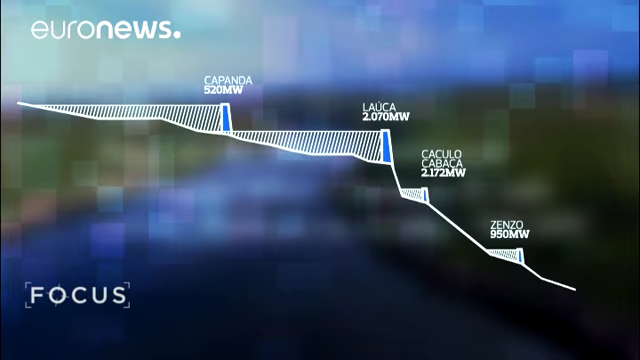 euronews.
CAPANDA
520MW
LAÚCA
2.070MW
CACULO
CABAÇA
2.172MW
ZENZO
950MW
FOCUS